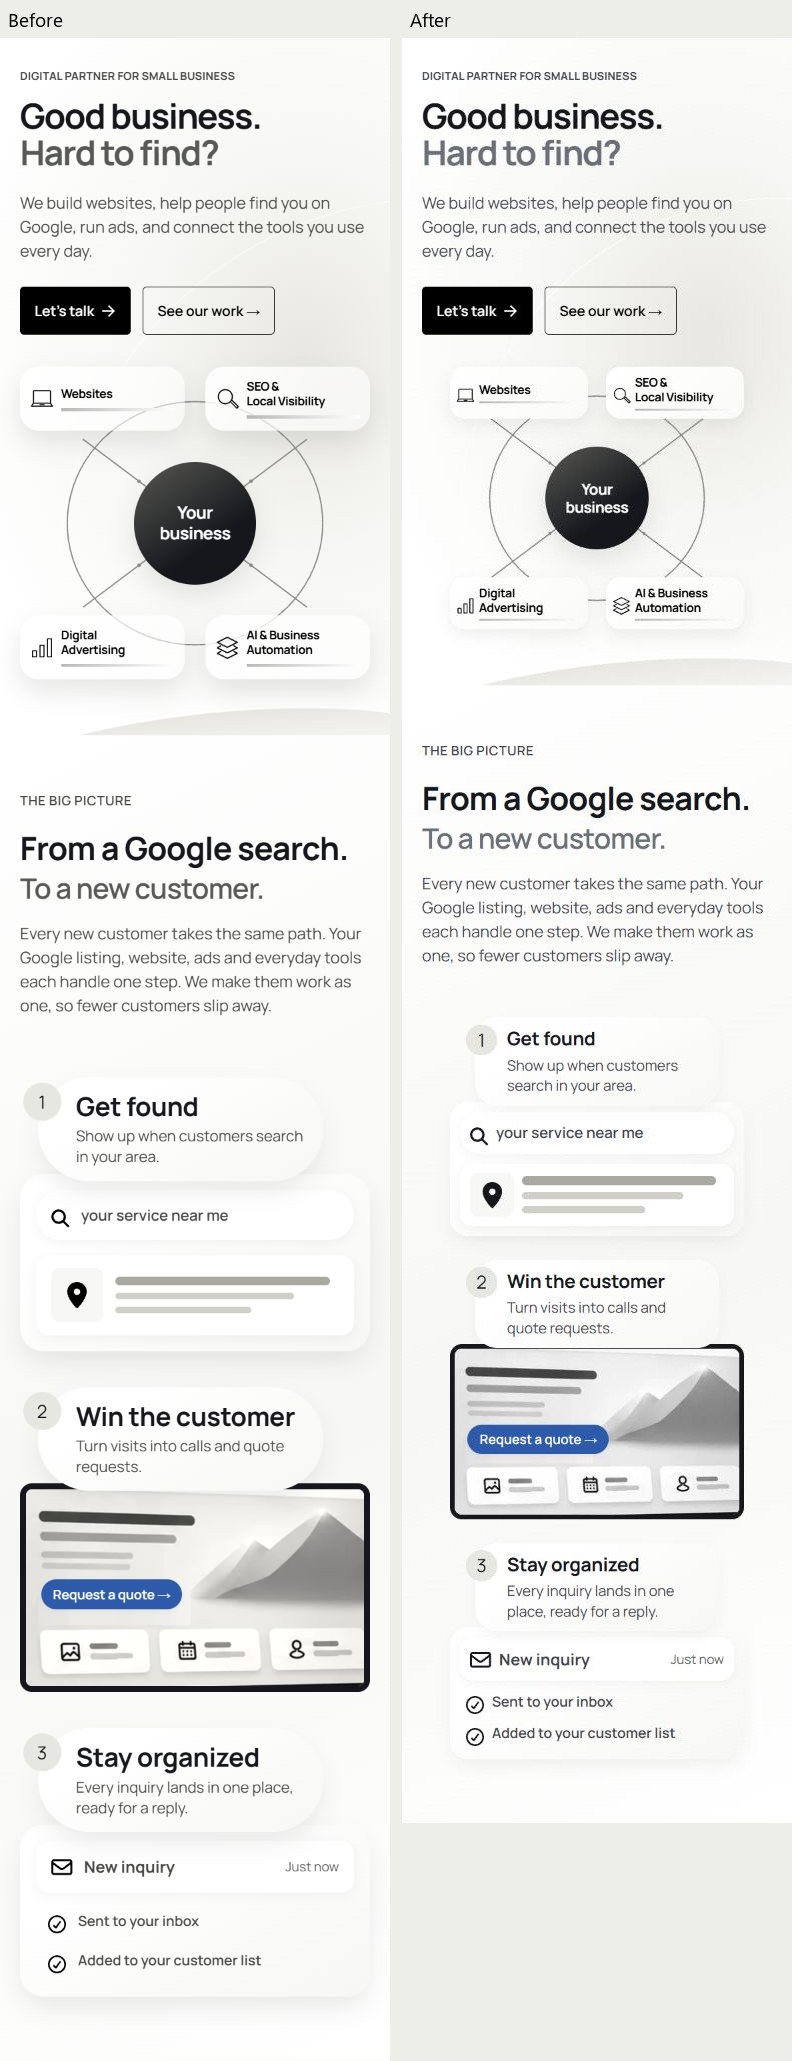 Before
DIGITAL PARTNER FOR SMALL BUSINESS
Good business.
Hard to find?
We build websites, help people find you on
Google, run ads, and connect the tools you use
every day.
Let's talk →
See our work →
Websites
SEO &
Local Visibility
Your
business
Digital
Advertising
AI & Business
Automation
THE BIG PICTURE
From a Google search.
To a new customer.
Every new customer takes the same path. Your
Google listing, website, ads and everyday tools
each handle one step. We make them work as
one, so fewer customers slip away.
1
Get found
Show up when customers search
in your area.
your service near me
2
Win the customer
Turn visits into calls and quote
requests.
Request a quote →
3
Stay organized
Every inquiry lands in one place,
ready for a reply.
New inquiry
Just now
Sent to your inbox
Added to your customer list
After
DIGITAL PARTNER FOR SMALL BUSINESS
Good business.
Hard to find?
We build websites, help people find you on
Google, run ads, and connect the tools you use
every day.
Let's talk →
See our work →
Websites
SEO &
Local Visibility
Your
business
Digital
Advertising
AI & Business
Automation
THE BIG PICTURE
From a Google search.
To a new customer.
Every new customer takes the same path. Your
Google listing, website, ads and everyday tools
each handle one step. We make them work as
one, so fewer customers slip away.
1
Get found
Show up when customers
search in your area.
your service near me
2
Win the customer
Turn visits into calls and
quote requests.
Request a quote →
3
Stay organized
Every inquiry lands in one
place, ready for a reply.
New inquiry
Just now
Sent to your inbox
Added to your customer list